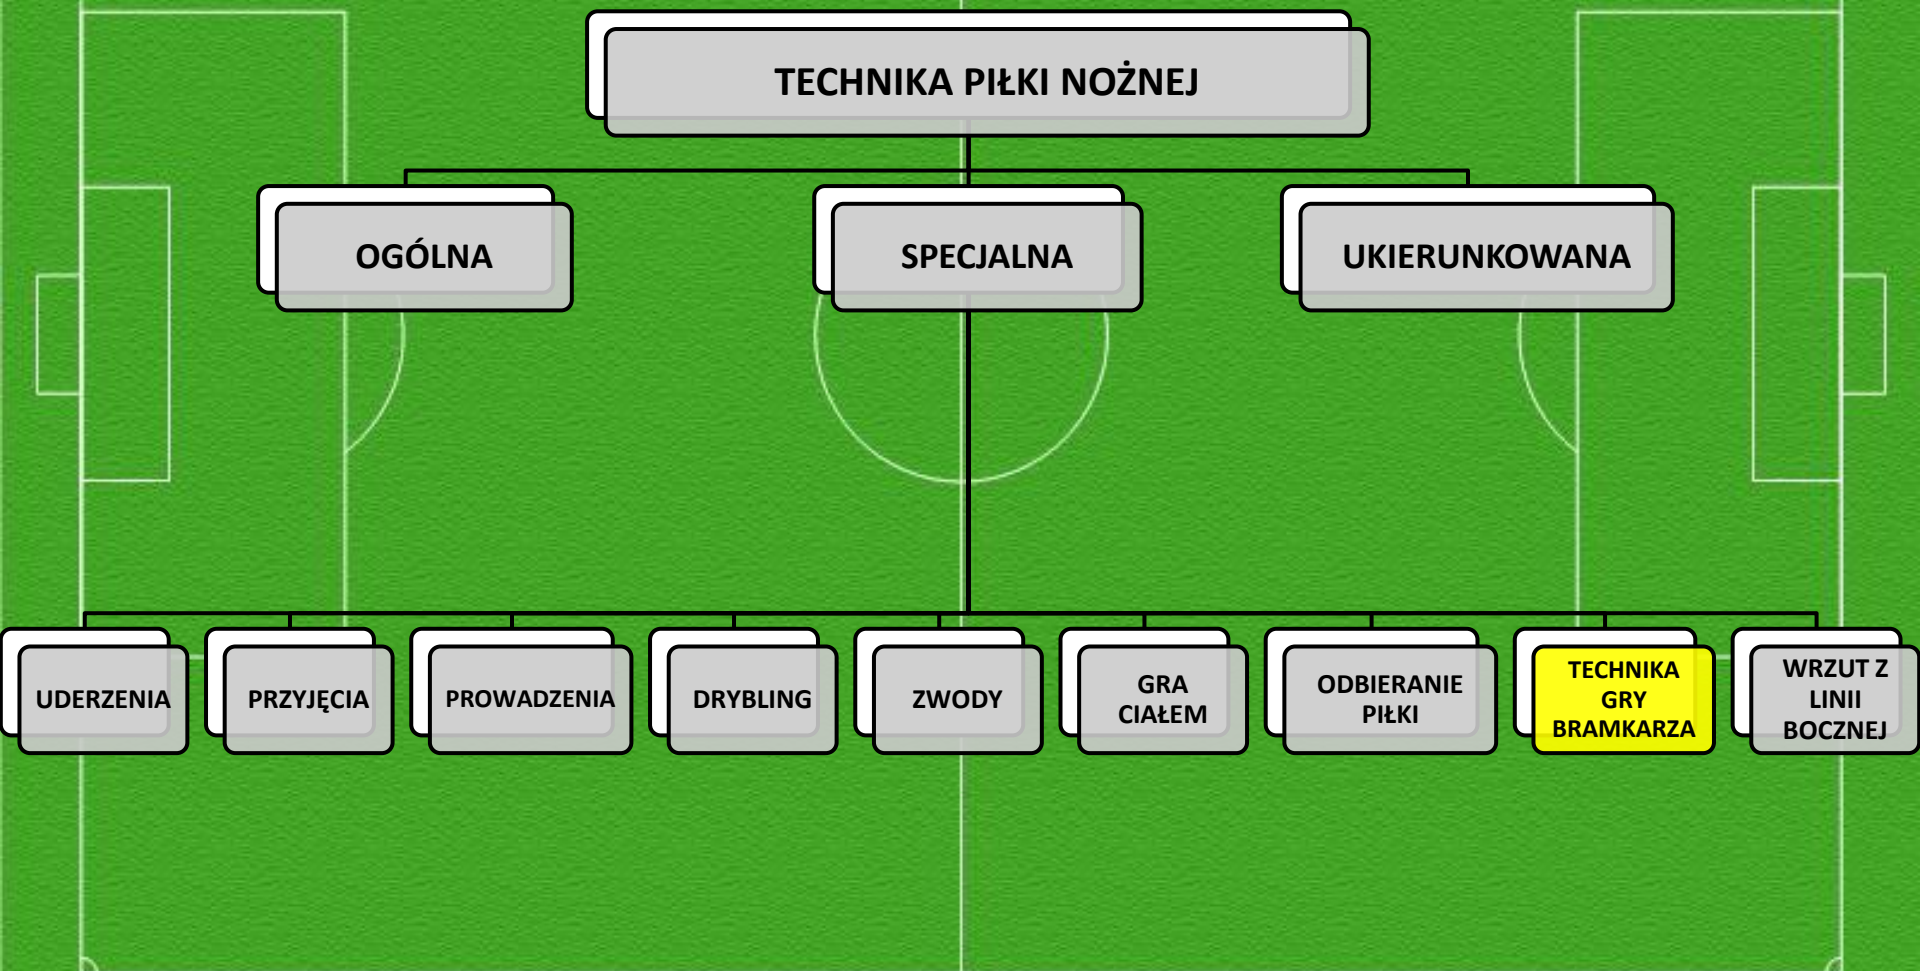 TECHNIKA PIŁKI NOŻNEJ
OGÓLNA
SPECJALNA
UKIERUNKOWANA
UDERZENIA
PRZYJĘCIA
PROWADZENIA
DRYBLING
ZWODY
GRA
CIAŁEM
ODBIERANIE
PIŁKI
TECHNIKA
GRY
BRAMKARZA
WRZUT Z
LINII
BOCZNEJ